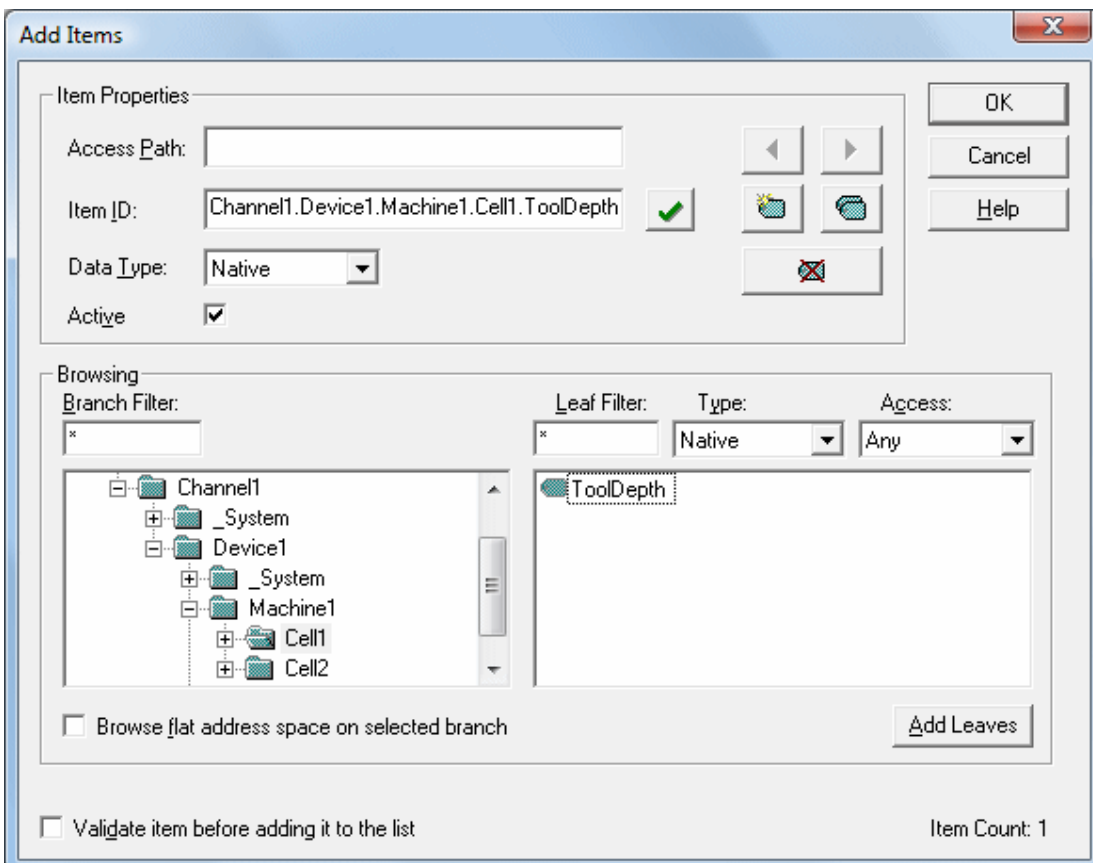 Add Items
Item Properties
OK
Access Path:
Cancel
Item ID: Channel1.Device1.Machine1.Cell1.ToolDepth
Help
Data Type: Native
Active
Browsing
Branch Filter: Leaf Filter: Type: Access:
* * Native Any
Channel1 ToolDepth
_System
Device1
_System
Machine1
Cell1
Cell2
Browse flat address space on selected branch Add Leaves
Validate item before adding it to the list Item Count: 1